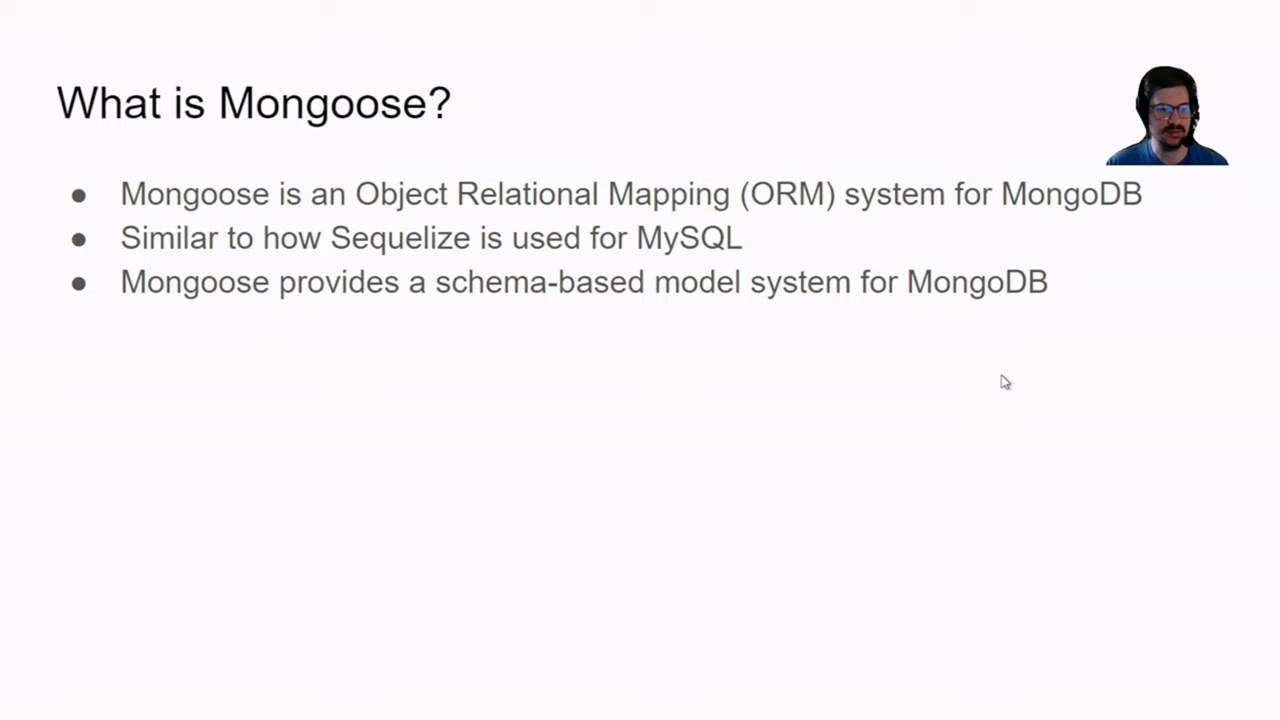 What is Mongoose?
● Mongoose is an Object Relational Mapping (ORM) system for MongoDB
● Similar to how Sequelize is used for MySQL
● Mongoose provides a schema-based model system for MongoDB